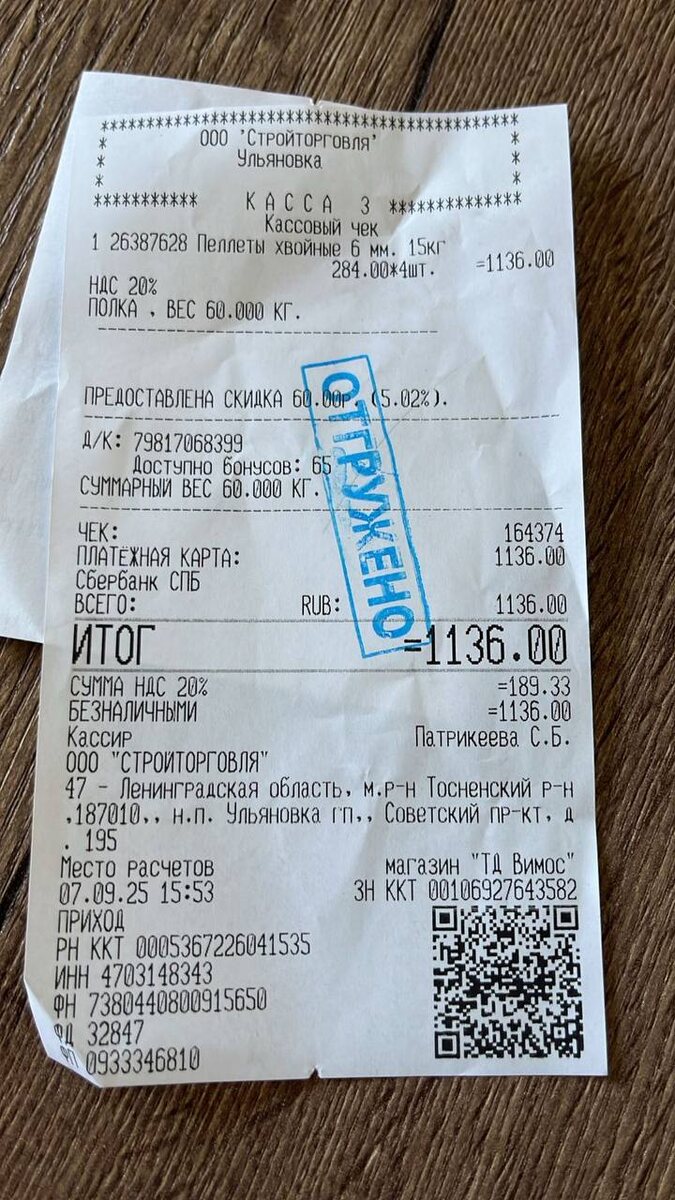 ****************************************
* ООО "СТРОЙТОРГОВЛЯ" *
* Ульяновка *
* *
*********** К А С С А 3 **************
Кассовый чек
1 26387628 Пеллеты хвойные 6 мм. 15кг
284.00*4шт. =1136.00
НДС 20%
ПОЛКА , ВЕС 60.000 КГ.
ПРЕДОСТАВЛЕНА СКИДКА 60.00р. (5.02%).
Д/К: 79817068399
Доступно бонусов: 65
СУММАРНЫЙ ВЕС 60.000 КГ.
ОТГРУЖЕНО
ЧЕК: 164374
ПЛАТЁЖНАЯ КАРТА: 1136.00
Сбербанк СПБ
ВСЕГО: RUB: 1136.00
ИТОГ =1136.00
СУММА НДС 20% =189.33
БЕЗНАЛИЧНЫМИ =1136.00
Кассир Патрикеева С.Б.
ООО "СТРОЙТОРГОВЛЯ"
47 - Ленинградская область, м.р-н Тосненский р-н
,187010,, н.п. Ульяновка гп,, Советский пр-кт, д
. 195
Место расчетов магазин "ТД Вимос"
07.09.25 15:53 ЗН ККТ 00106927643582
ПРИХОД
РН ККТ 0005367226041535
ИНН 4703148343
ФН 7380440800915650
ФД 32847
ФП 0933346810